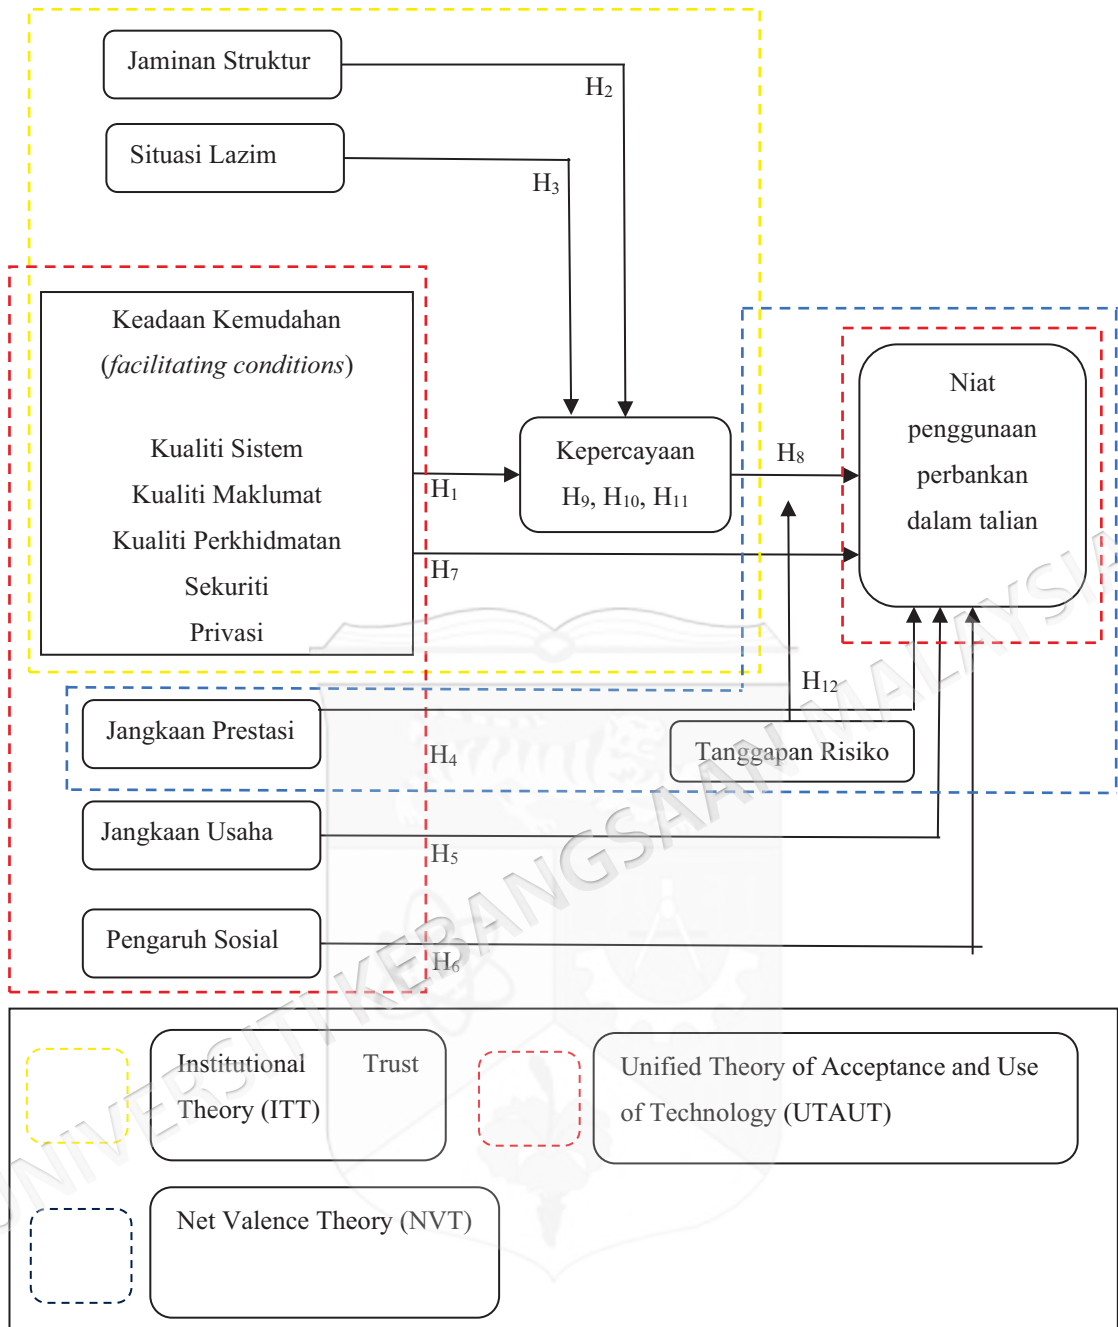 Jaminan Struktur
H₂
Situasi Lazim
H₃
Keadaan Kemudahan
(facilitating conditions)
Kualiti Sistem
Kualiti Maklumat
Kualiti Perkhidmatan
Sekuriti
Privasi
H₁
H₇
Kepercayaan
H₉, H₁₀, H₁₁
H₈
Niat
penggunaan
perbankan
dalam talian
H₁₂
Jangkaan Prestasi
H₄
Tanggapan Risiko
Jangkaan Usaha
H₅
Pengaruh Sosial
H₆
Institutional Trust
Theory (ITT)
Unified Theory of Acceptance and Use
of Technology (UTAUT)
Net Valence Theory (NVT)
UNIVERSITI KEBANGSAAN MALAYSIA